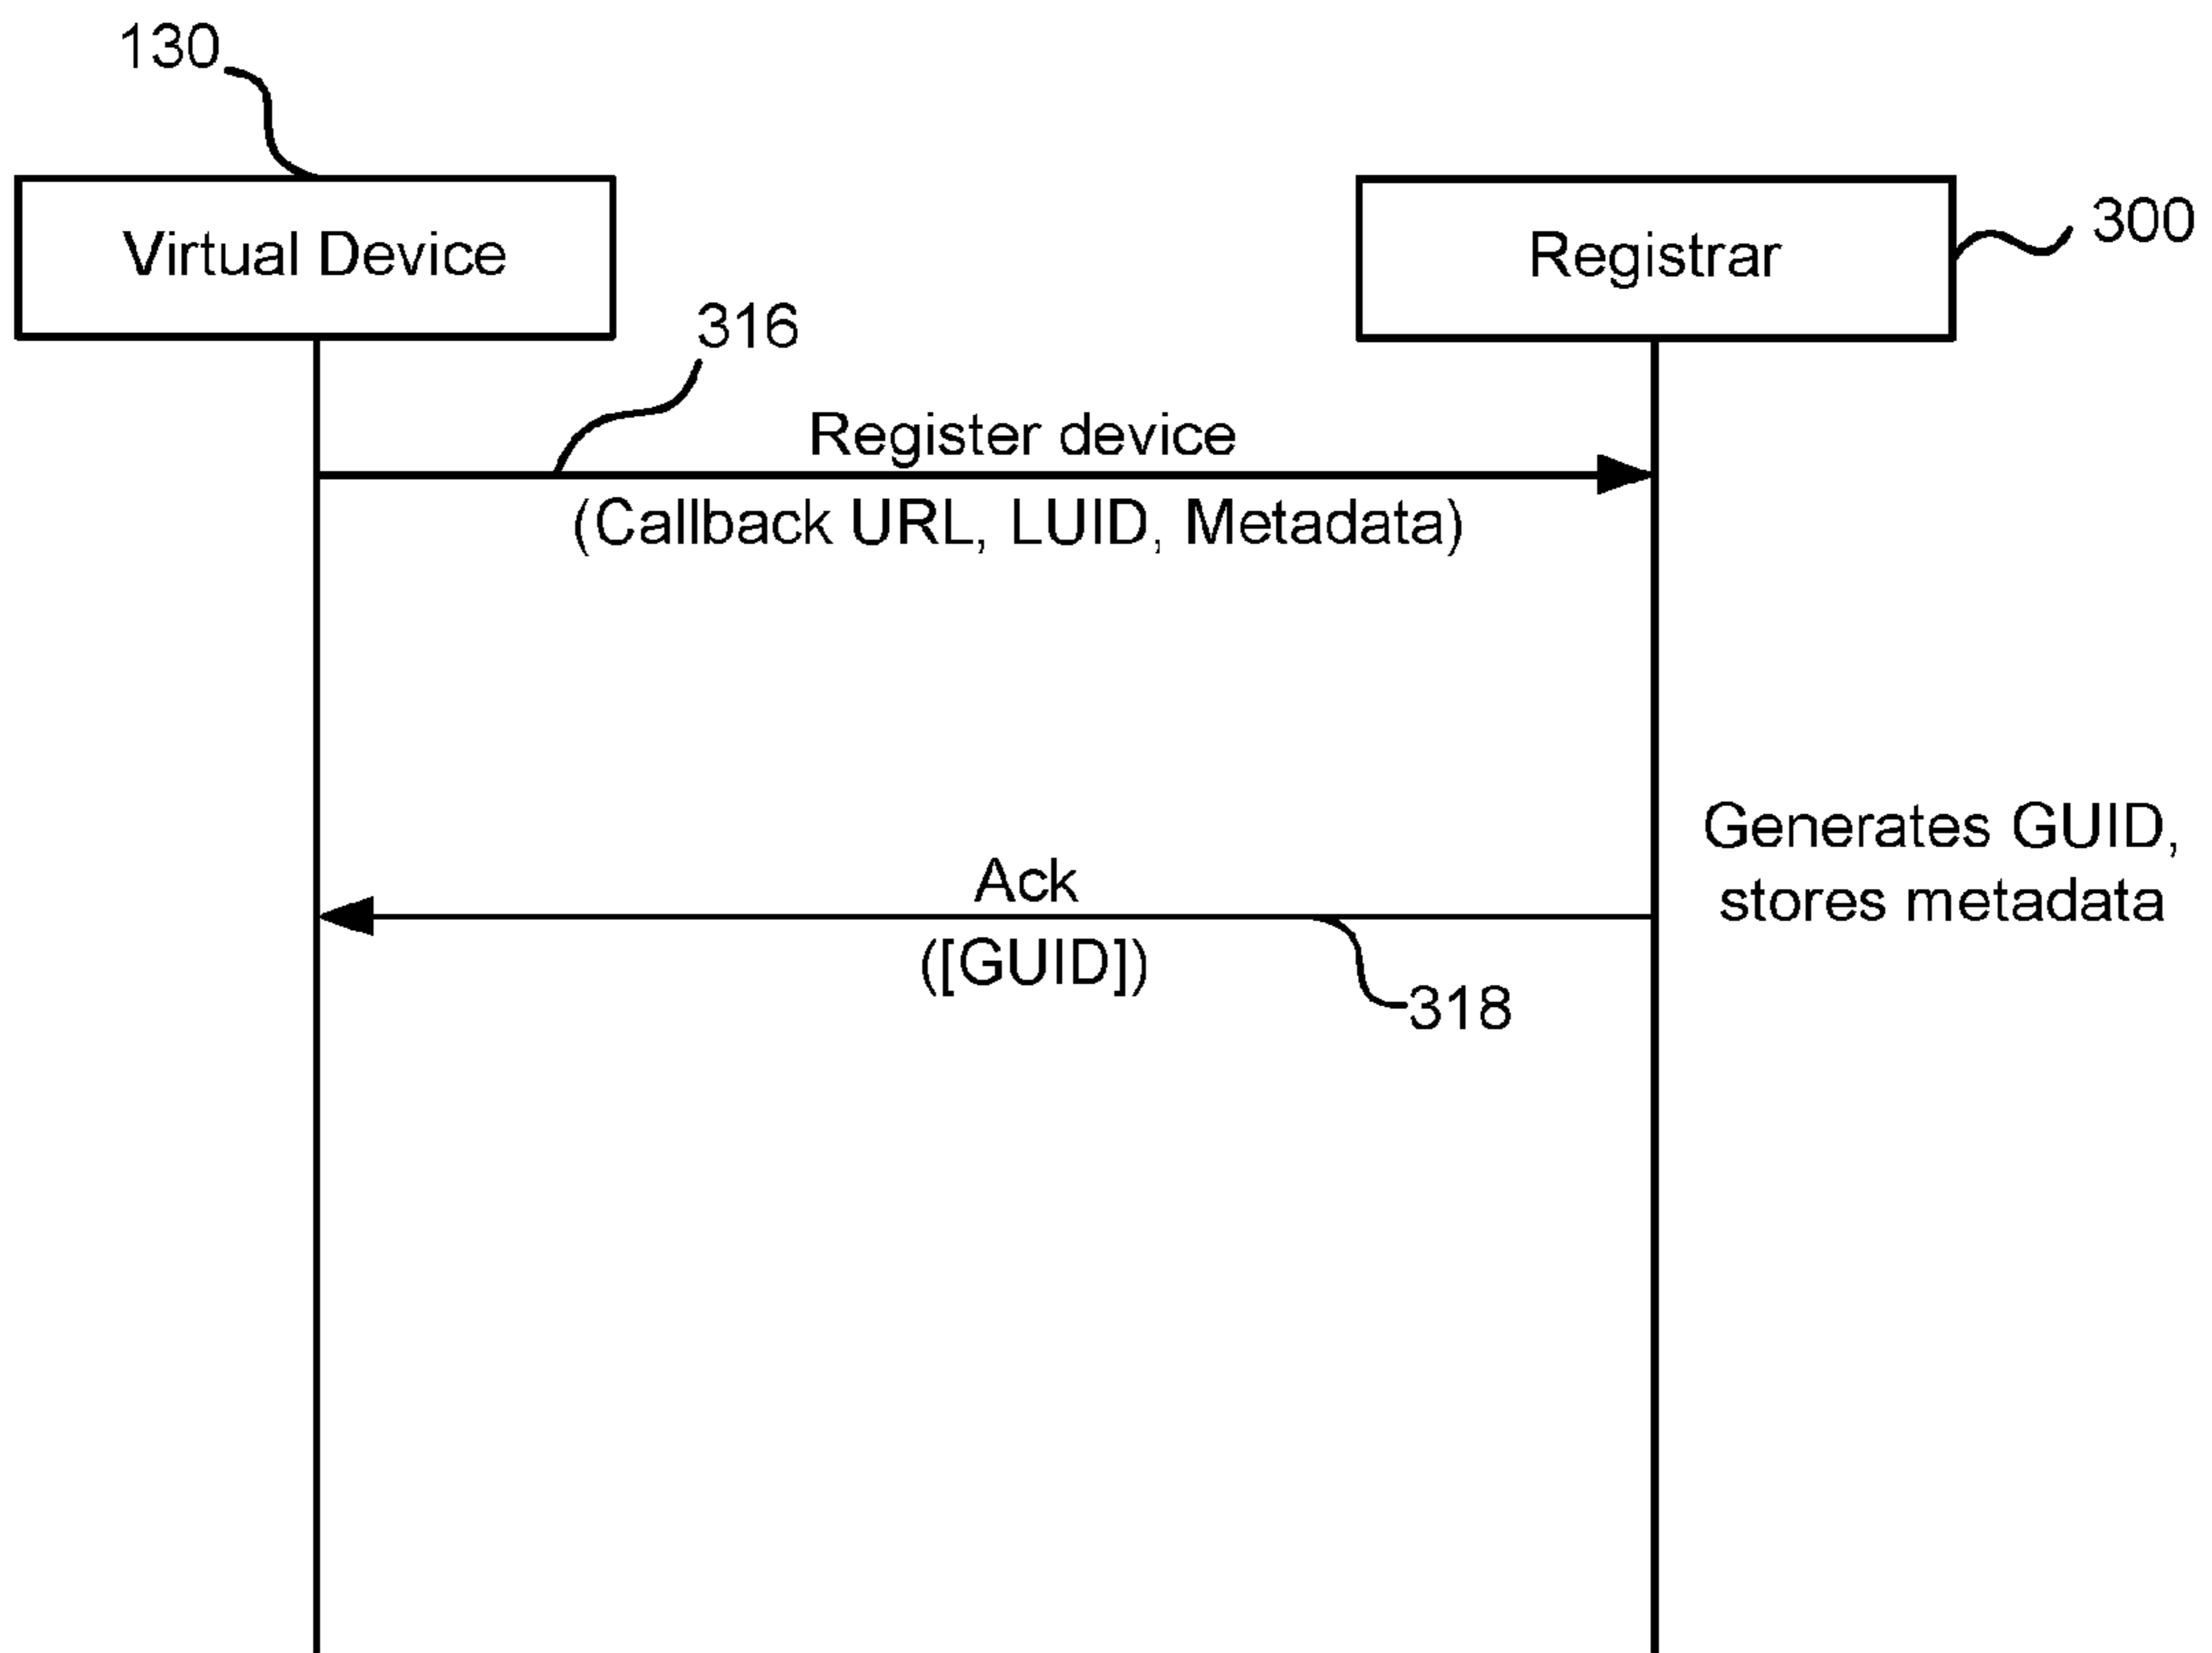 130
Virtual Device
Registrar
300
316
Register device
(Callback URL, LUID, Metadata)
Generates GUID,
stores metadata
Ack
([GUID])
318